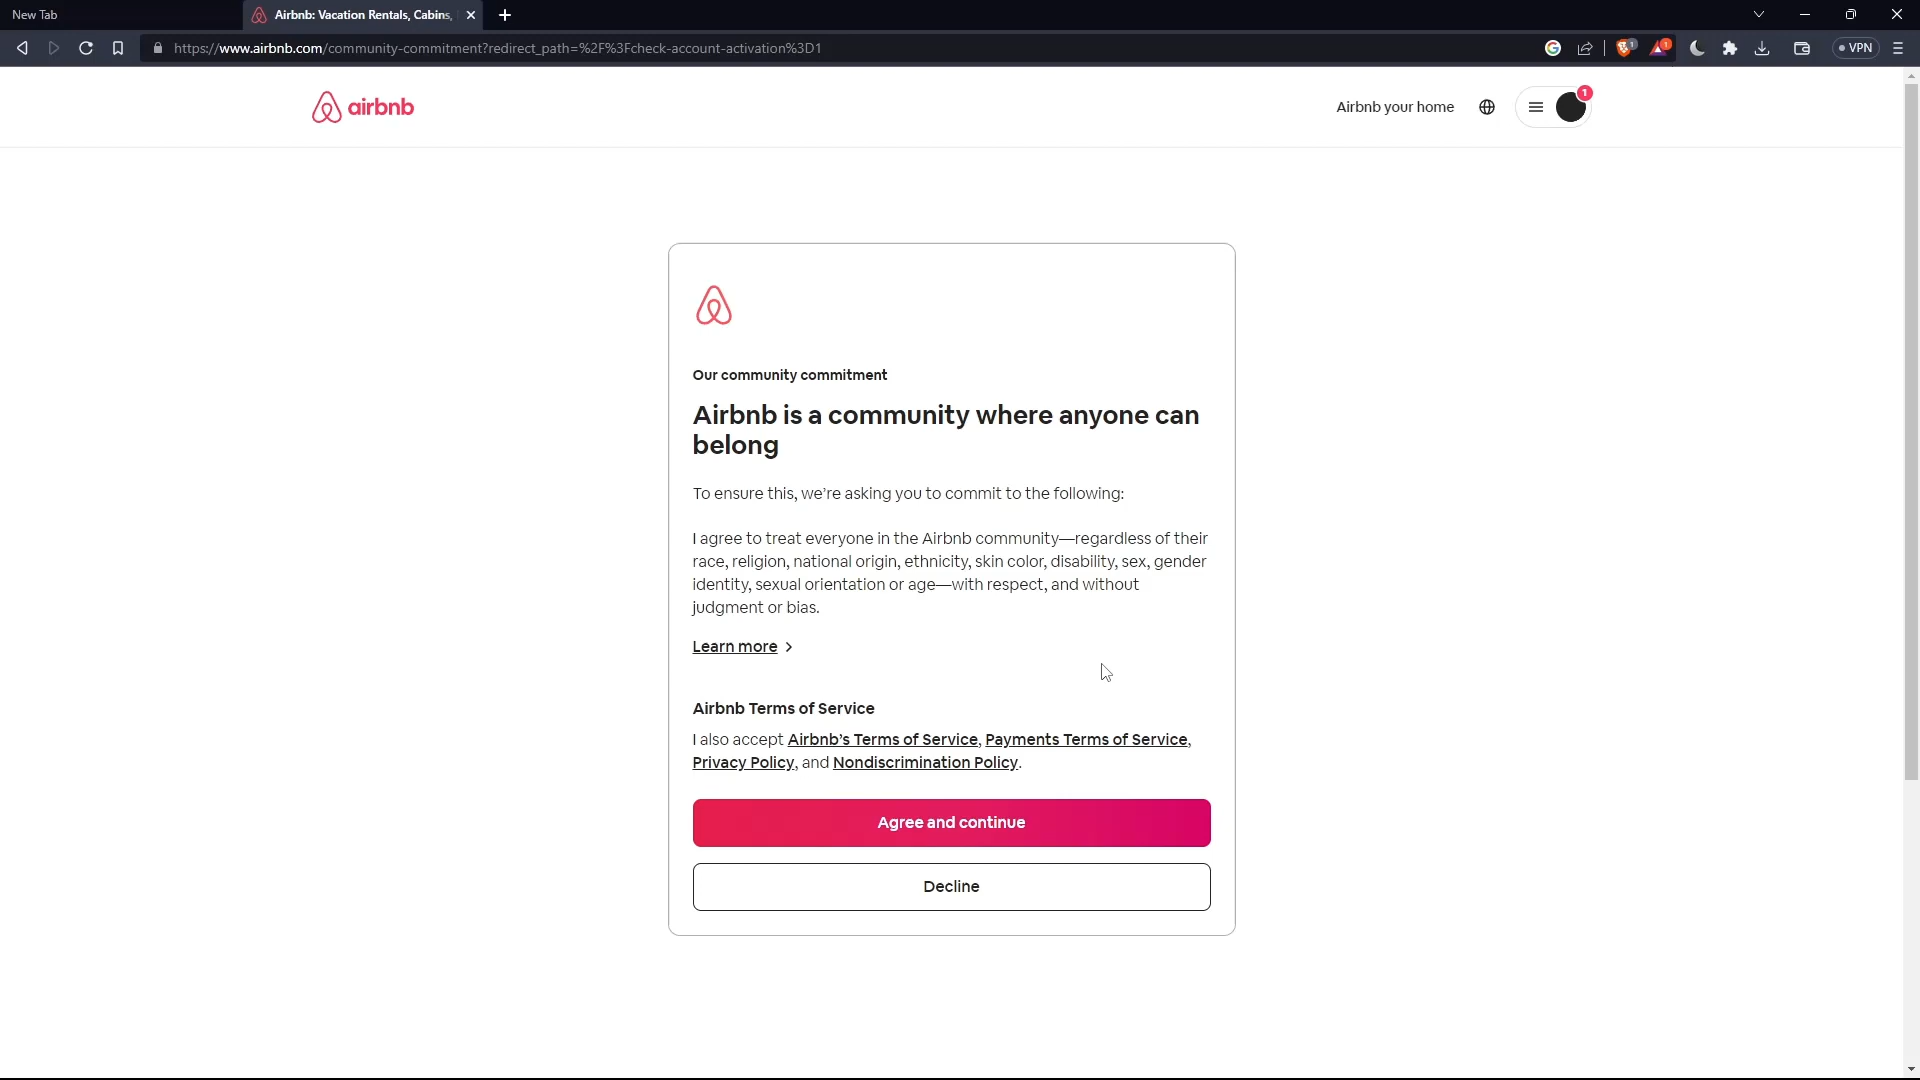 New Tab
Airbnb: Vacation Rentals, Cabins,
https://www.airbnb.com/community-commitment?redirect_path=%2F%3Fcheck-account-activation%3D1
1
1
VPN
airbnb
Airbnb your home
1
Our community commitment
Airbnb is a community where anyone can
belong
To ensure this, we're asking you to commit to the following:
I agree to treat everyone in the Airbnb community—regardless of their
race, religion, national origin, ethnicity, skin color, disability, sex, gender
identity, sexual orientation or age—with respect, and without
judgment or bias.
Learn more
Airbnb Terms of Service
I also accept Airbnb's Terms of Service, Payments Terms of Service,
Privacy Policy, and Nondiscrimination Policy.
Agree and continue
Decline